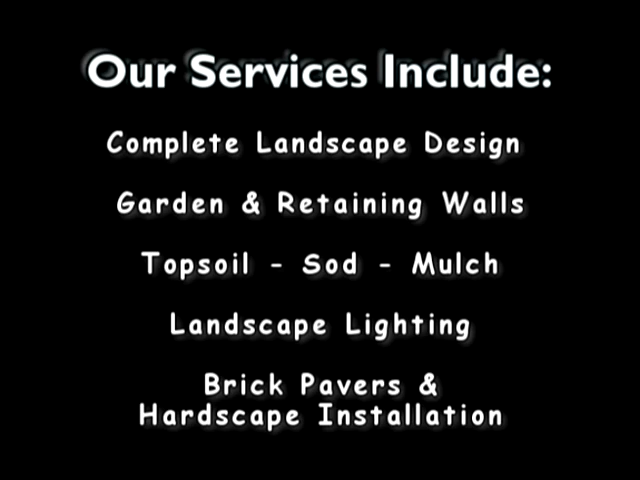 Our Services Include:
Complete Landscape Design
Garden & Retaining Walls
Topsoil - Sod - Mulch
Landscape Lighting
Brick Pavers &
Hardscape Installation